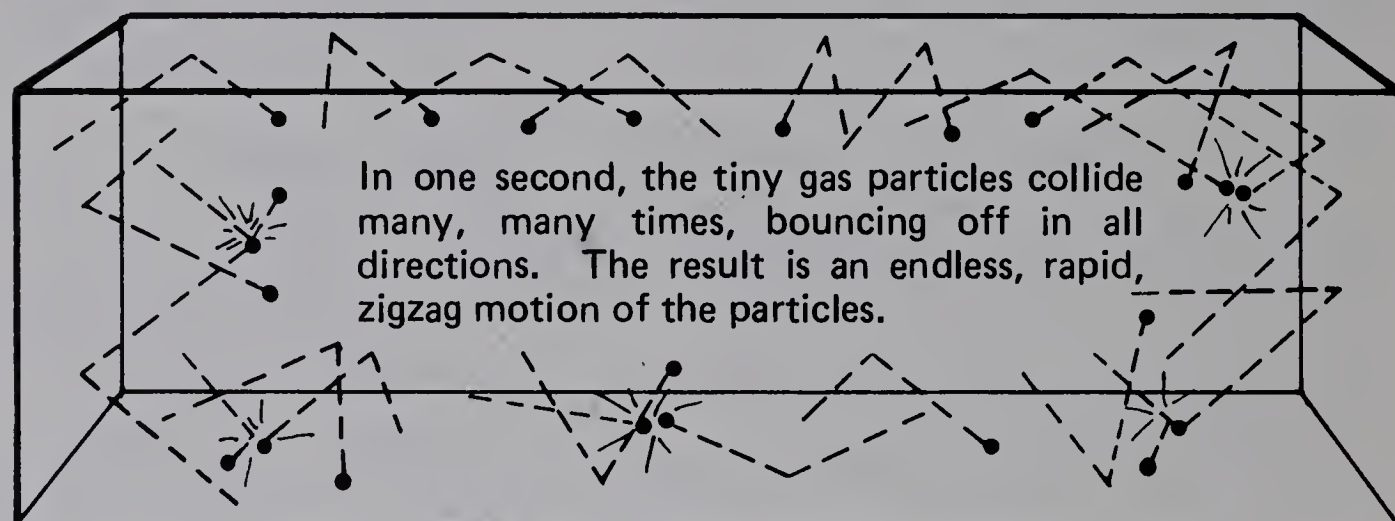 In one second, the tiny gas particles collide
many, many times, bouncing off in all
directions. The result is an endless, rapid,
zigzag motion of the particles.